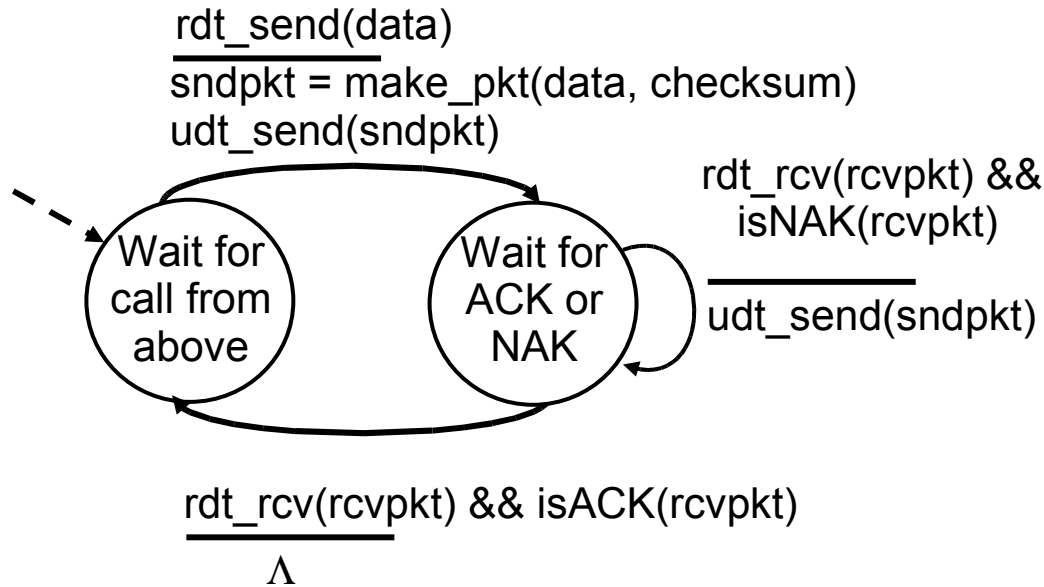 rdt_send(data)
sndpkt = make_pkt(data, checksum)
udt_send(sndpkt)
rdt_rcv(rcvpkt) &&
isNAK(rcvpkt)
udt_send(sndpkt)
Wait for
call from
above
Wait for
ACK or
NAK
rdt_rcv(rcvpkt) && isACK(rcvpkt)
Λ